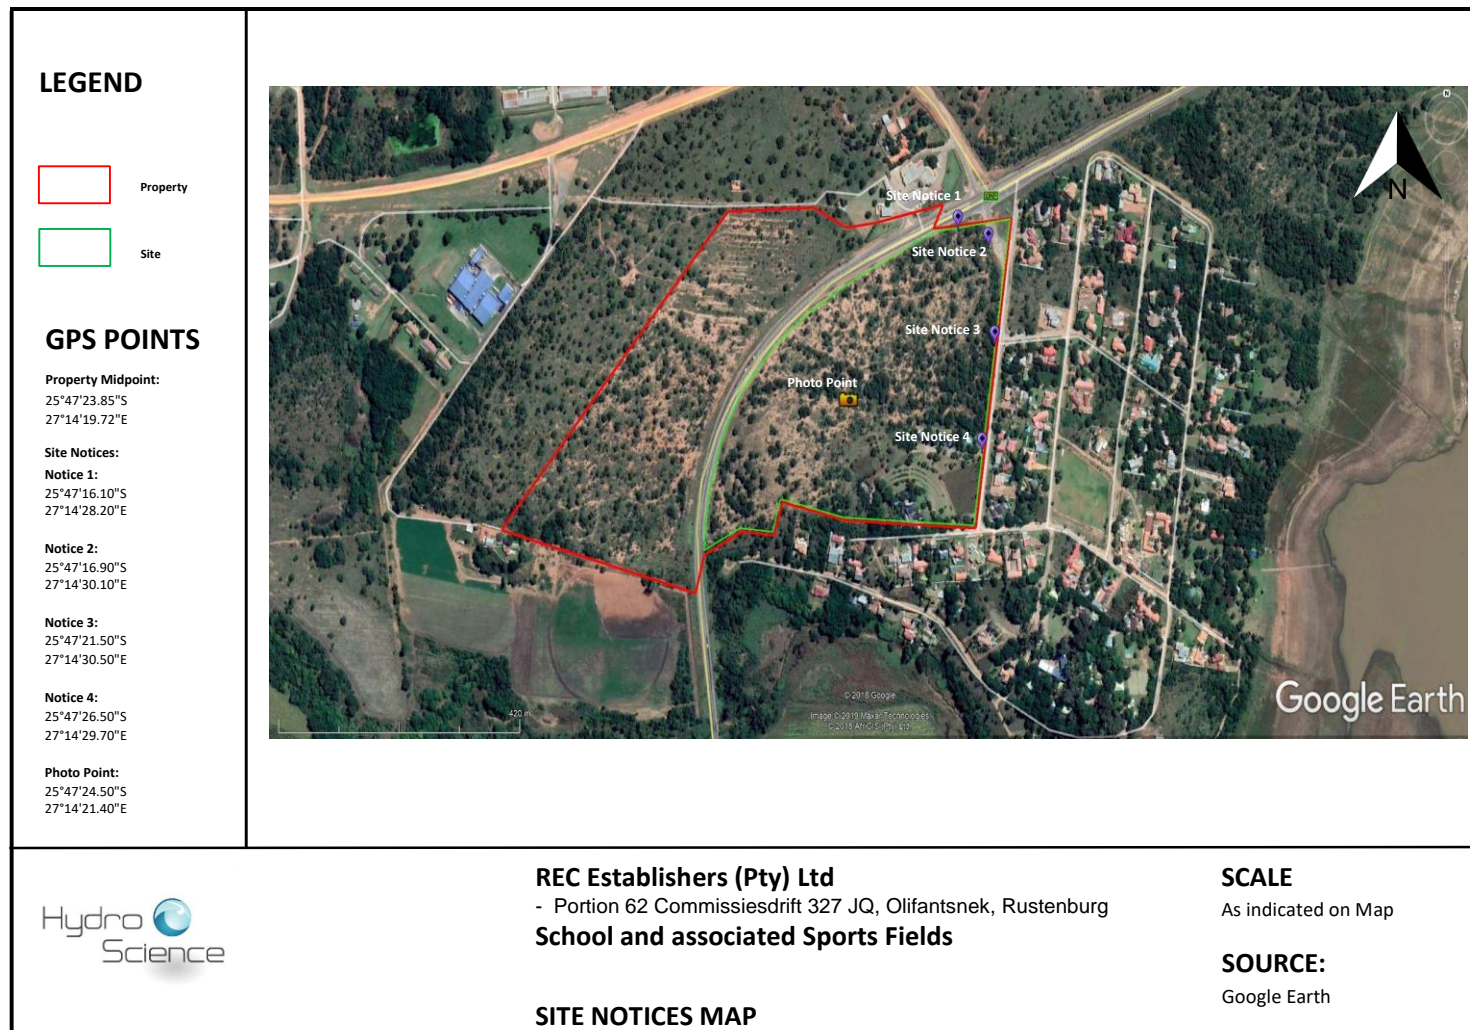 LEGEND
Property
Site
GPS POINTS
Property Midpoint:
25°47'23.85"S
27°14'19.72"E
Site Notices:
Notice 1:
25°47'16.10"S
27°14'28.20"E
Notice 2:
25°47'16.90"S
27°14'30.10"E
Notice 3:
25°47'21.50"S
27°14'30.50"E
Notice 4:
25°47'26.50"S
27°14'29.70"E
Photo Point:
25°47'24.50"S
27°14'21.40"E
N
N
Site Notice 1
Site Notice 2
Site Notice 3
Photo Point
Site Notice 4
420 m
© 2018 Google
Image © 2019 Maxar Technologies
© 2018 AfriGIS (Pty) Ltd.
Google Earth
Hydro
Science
REC Establishers (Pty) Ltd
- Portion 62 Commissiesdrift 327 JQ, Olifantsnek, Rustenburg
School and associated Sports Fields
SITE NOTICES MAP
SCALE
As indicated on Map
SOURCE:
Google Earth